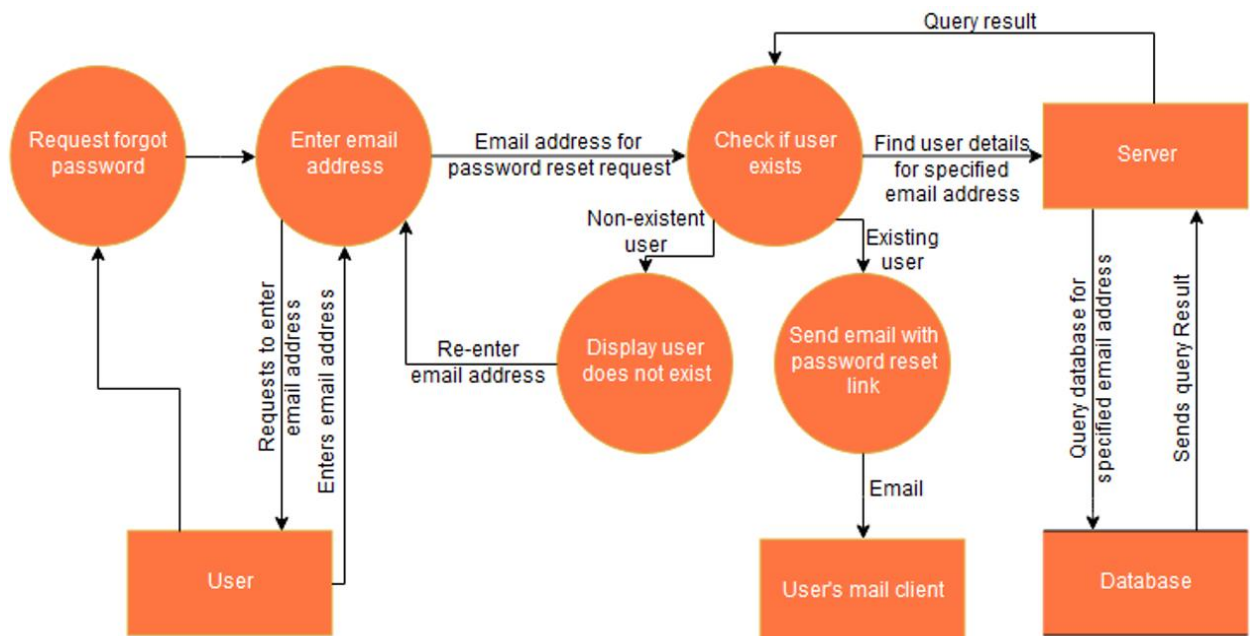 Query result
Request forgot
password
Enter email
address
Email address for
password reset request
Check if user
exists
Find user details
for specified
email address
Server
Non-existent
user
Existing
user
Requests to enter
email address
Enters email address
Re-enter
email address
Display user
does not exist
Send email with
password reset
link
Query database for
specified email address
Sends query Result
Email
User
User's mail client
Database